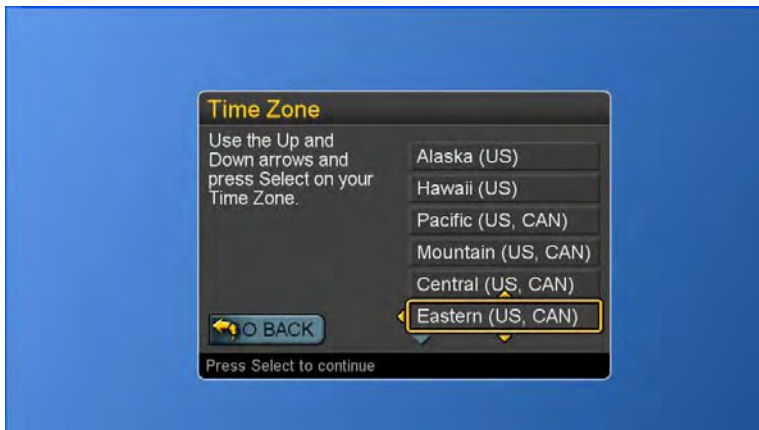 Time Zone
Use the Up and
Down arrows and
press Select on your
Time Zone.
Alaska (US)
Hawaii (US)
Pacific (US, CAN)
Mountain (US, CAN)
Central (US, CAN)
Eastern (US, CAN)
GO BACK
Press Select to continue